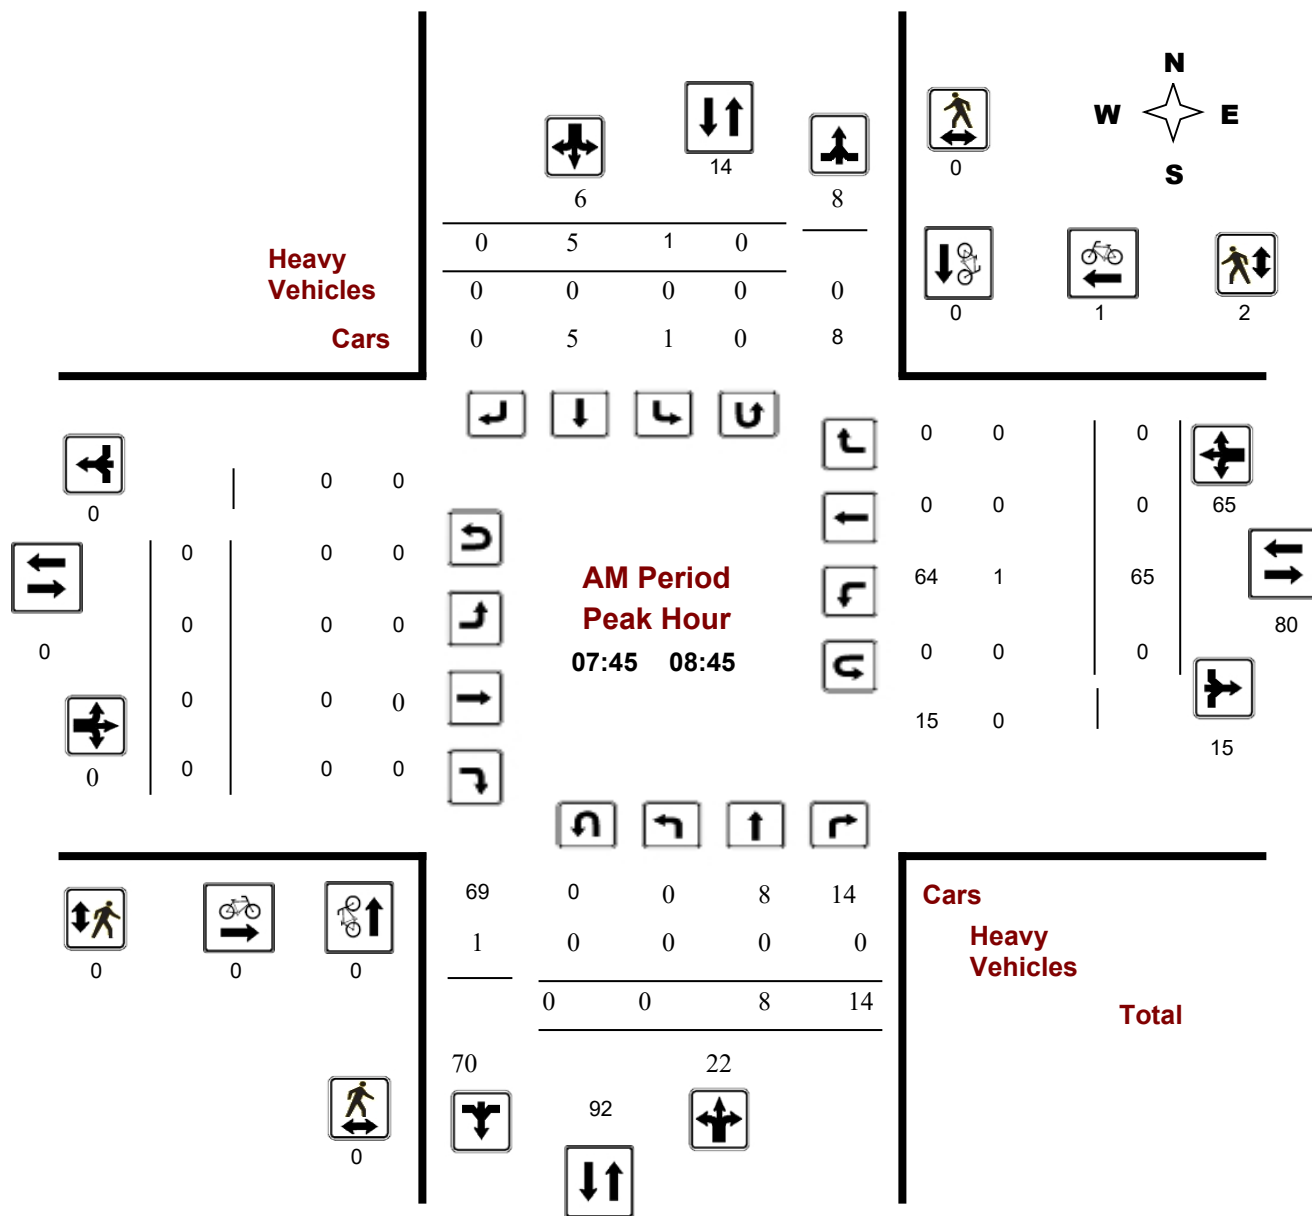 N
W E
S
14
0
6 8
0 5 1 0
Heavy
Vehicles
0 0 0 0 0
0 1 2
Cars
0 5 1 0 8
0 0 0
0 0
0
0 0 0
65
0 0 0
AM Period
64 1 65
Peak Hour
0 0 0
80
0
07:45 08:45
0 0 0
0 0 0
15 0
15
0
0 0 0
69 0 0 8 14
Cars
1 0 0 0 0
Heavy
Vehicles
0 0 0
0 0 8 14
Total
70 22
92
0